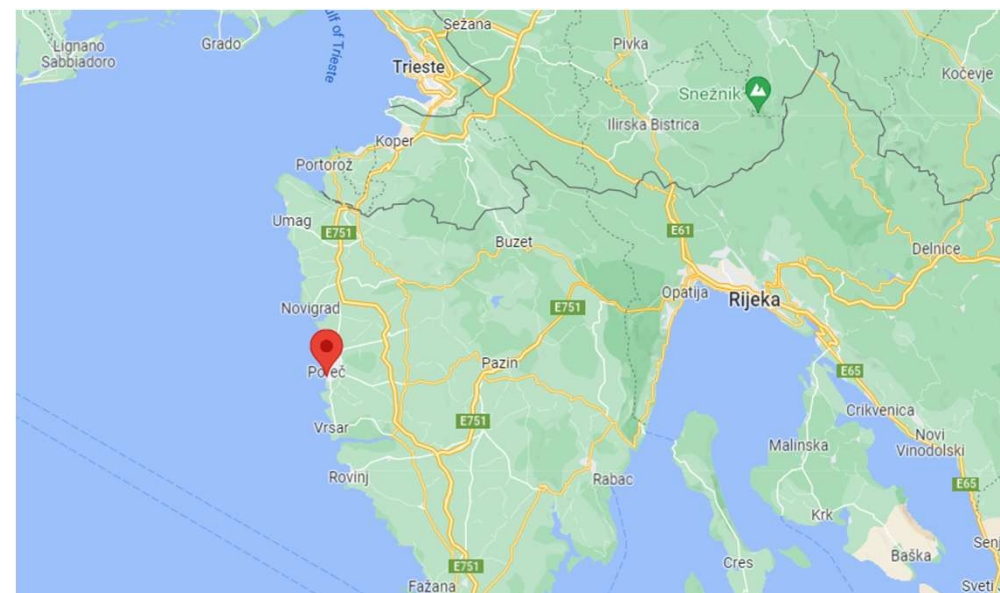 Sežana
Lignano
Sabbiadoro
Grado
Gulf of Trieste
Trieste
Pivka
Kočevje
Snežnik
Ilirska Bistrica
Koper
Portorož
Umag
E751
E61
Buzet
Delnice
Opatija
Rijeka
Novigrad
E751
Poreč
Pazin
E65
Crikvenica
E751
Vrsar
Malinska
Novi
Vinodolski
Rovinj
Rabac
E65
Krk
Senj
Baška
Cres
E751
Fažana
Sveti